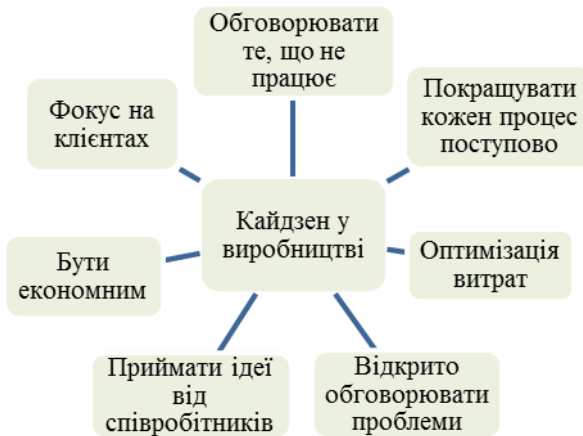 Обговорювати
те, що не
працює
Покращувати
кожен процес
поступово
Фокус на
клієнтах
Кайдзен у
виробництві
Оптимізація
витрат
Бути
економним
Приймати ідеї
від
співробітників
Відкрито
обговорювати
проблеми